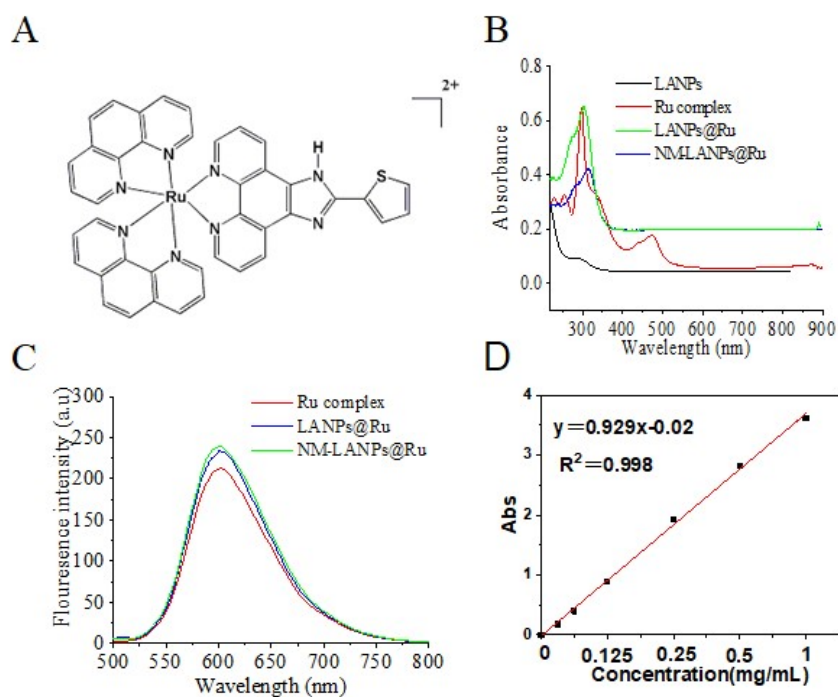 A
2+
N
N
Ru
N
N
N
N
H
N
N
S
B
Absorbance
0.8
0.6
0.4
0.2
0.0
LANPs
Ru complex
LANPs@Ru
NM-LANPs@Ru
300 400 500 600 700 800 900
Wavelength (nm)
C
Flouresence intensity (a.u)
300
250
200
150
100
50
0
Ru complex
LANPs@Ru
NM-LANPs@Ru
500 550 600 650 700 750 800
Wavelength (nm)
D
Abs
4
3
2
1
0
y=0.929x-0.02
R²=0.998
0 0.125 0.25 0.5 1
Concentration(mg/mL)